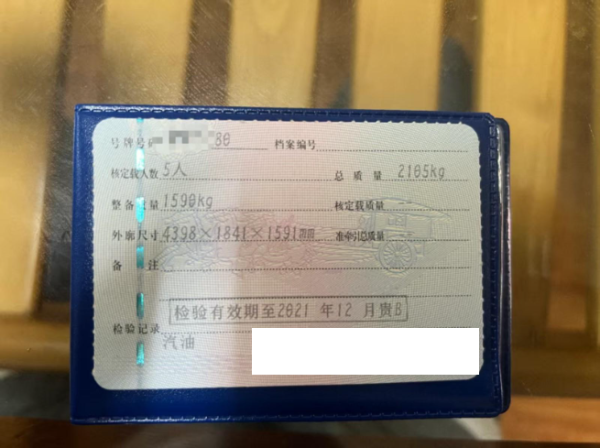 号牌号码 80 档案编号
核定载人数 5人 总质量 2105kg
整备质量 1590kg 核定载质量
外廓尺寸 4398×1841×1591㎜ 准牵引总质量
备注
检验有效期至2021 年12 月贵B
检验记录
汽油